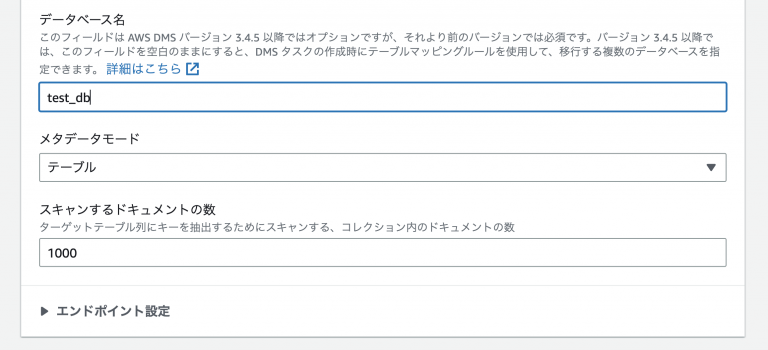 データベース名
このフィールドは AWS DMS バージョン 3.4.5 以降ではオプションですが、それより前のバージョンでは必須です。バージョン 3.4.5 以降で
は、このフィールドを空白のままにすると、DMS タスクの作成時にテーブルマッピングルールを使用して、移行する複数のデータベースを指
定できます。 詳細はこちら
test_db
メタデータモード
テーブル
スキャンするドキュメントの数
ターゲットテーブル列にキーを抽出するためにスキャンする、コレクション内のドキュメントの数
1000
エンドポイント設定